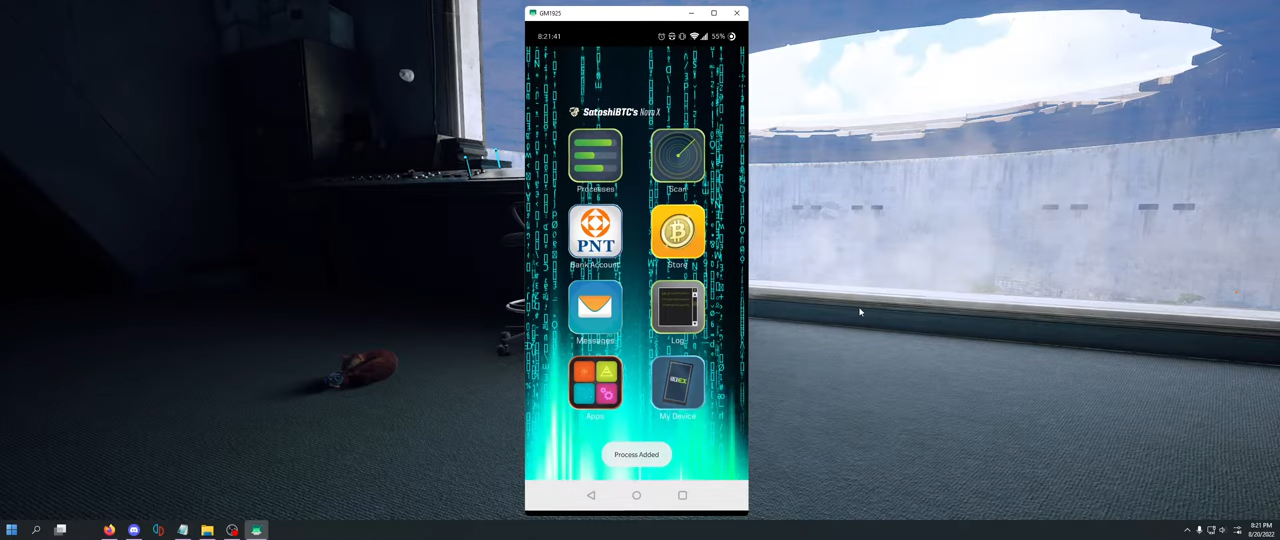 GM1925
8:21:41
55%
SatoshiBTC's Nova X
Processes
Scan
PNT
Bank Account
Store
Messages
Log
Apps
My Device
Process Added
8:21 PM
8/20/2022